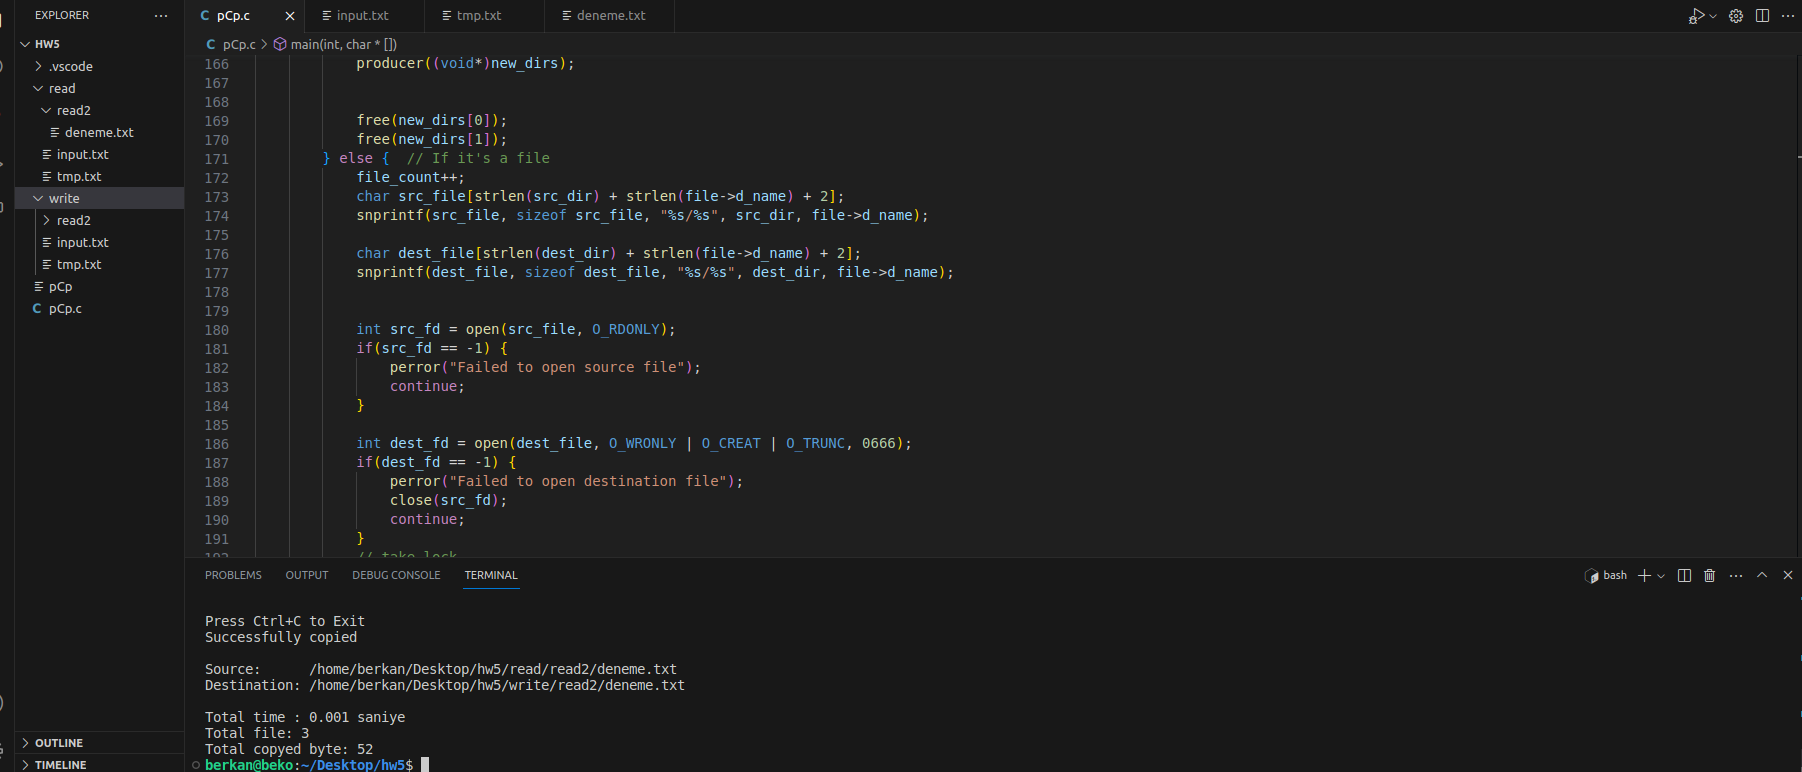 EXPLORER ...
HW5
.vscode
read
read2
deneme.txt
input.txt
tmp.txt
write
read2
input.txt
tmp.txt
pCp
C pCp.c
OUTLINE
TIMELINE
C pCp.c input.txt tmp.txt deneme.txt
C pCp.c > main(int, char * [])
166 producer((void*)new_dirs);
167
168
169 free(new_dirs[0]);
170 free(new_dirs[1]);
171 } else { // If it's a file
172 file_count++;
173 char src_file[strlen(src_dir) + strlen(file->d_name) + 2];
174 snprintf(src_file, sizeof src_file, "%s/%s", src_dir, file->d_name);
175
176 char dest_file[strlen(dest_dir) + strlen(file->d_name) + 2];
177 snprintf(dest_file, sizeof dest_file, "%s/%s", dest_dir, file->d_name);
178
179
180 int src_fd = open(src_file, O_RDONLY);
181 if(src_fd == -1) {
182 perror("Failed to open source file");
183 continue;
184 }
185
186 int dest_fd = open(dest_file, O_WRONLY | O_CREAT | O_TRUNC, 0666);
187 if(dest_fd == -1) {
188 perror("Failed to open destination file");
189 close(src_fd);
190 continue;
191 }
192 // take lock
PROBLEMS OUTPUT DEBUG CONSOLE TERMINAL bash
Press Ctrl+C to Exit
Successfully copied
Source: /home/berkan/Desktop/hw5/read/read2/deneme.txt
Destination: /home/berkan/Desktop/hw5/write/read2/deneme.txt
Total time : 0.001 saniye
Total file: 3
Total copyed byte: 52
berkan@beko:~/Desktop/hw5$